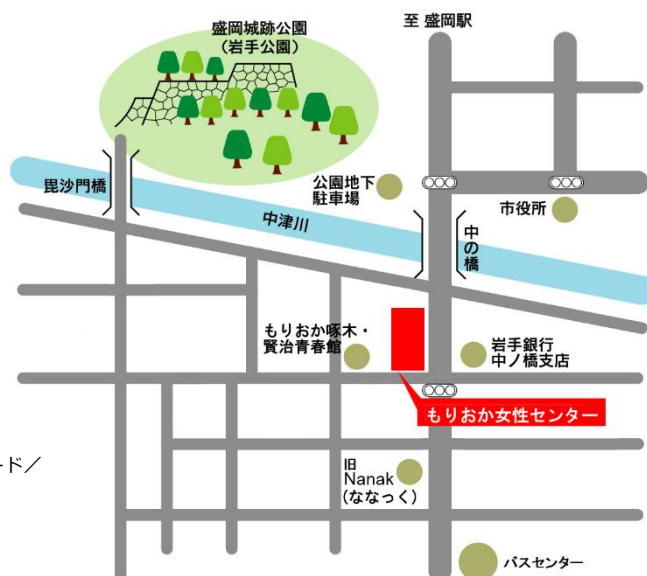 盛岡城跡公園
（岩手公園）
至 盛岡駅
毘沙門橋
公園地下
駐車場
市役所
中津川
中の橋
もりおか啄木・
賢治青春館
岩手銀行
中ノ橋支店
もりおか女性センター
ード／
旧
Nanak
(ななっく)
バスセンター